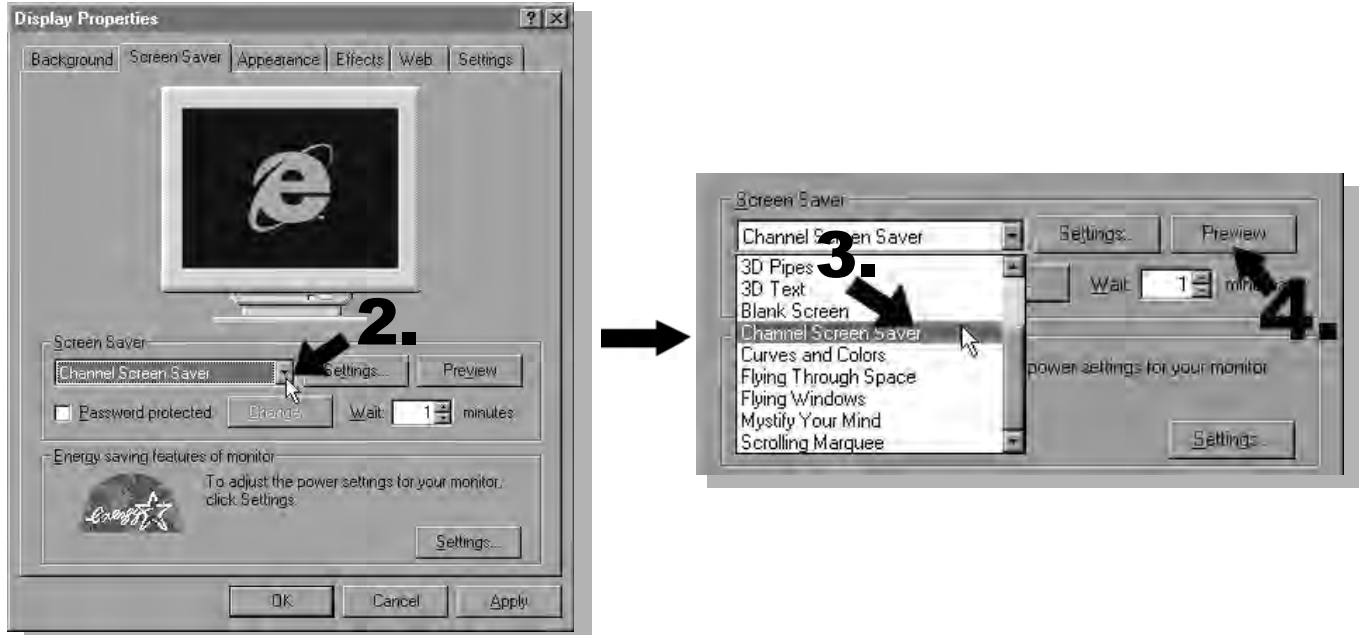 Display Properties
Background Screen Saver Appearance Effects Web Settings
2.
Screen Saver
Channel Screen Saver Settings... Preview
Password protected Change... Wait: 1 minutes
Energy saving features of monitor
To adjust the power settings for your monitor,
click Settings.
Energy
Settings...
OK Cancel Apply
Screen Saver
Channel Screen Saver Settings... Preview
3.
3D Pipes
3D Text
Wait: 1
4.
Blank Screen
Channel Screen Saver
Curves and Colors
Flying Through Space
Flying Windows
Mystify Your Mind
Scrolling Marquee
power settings for your monitor
Settings...